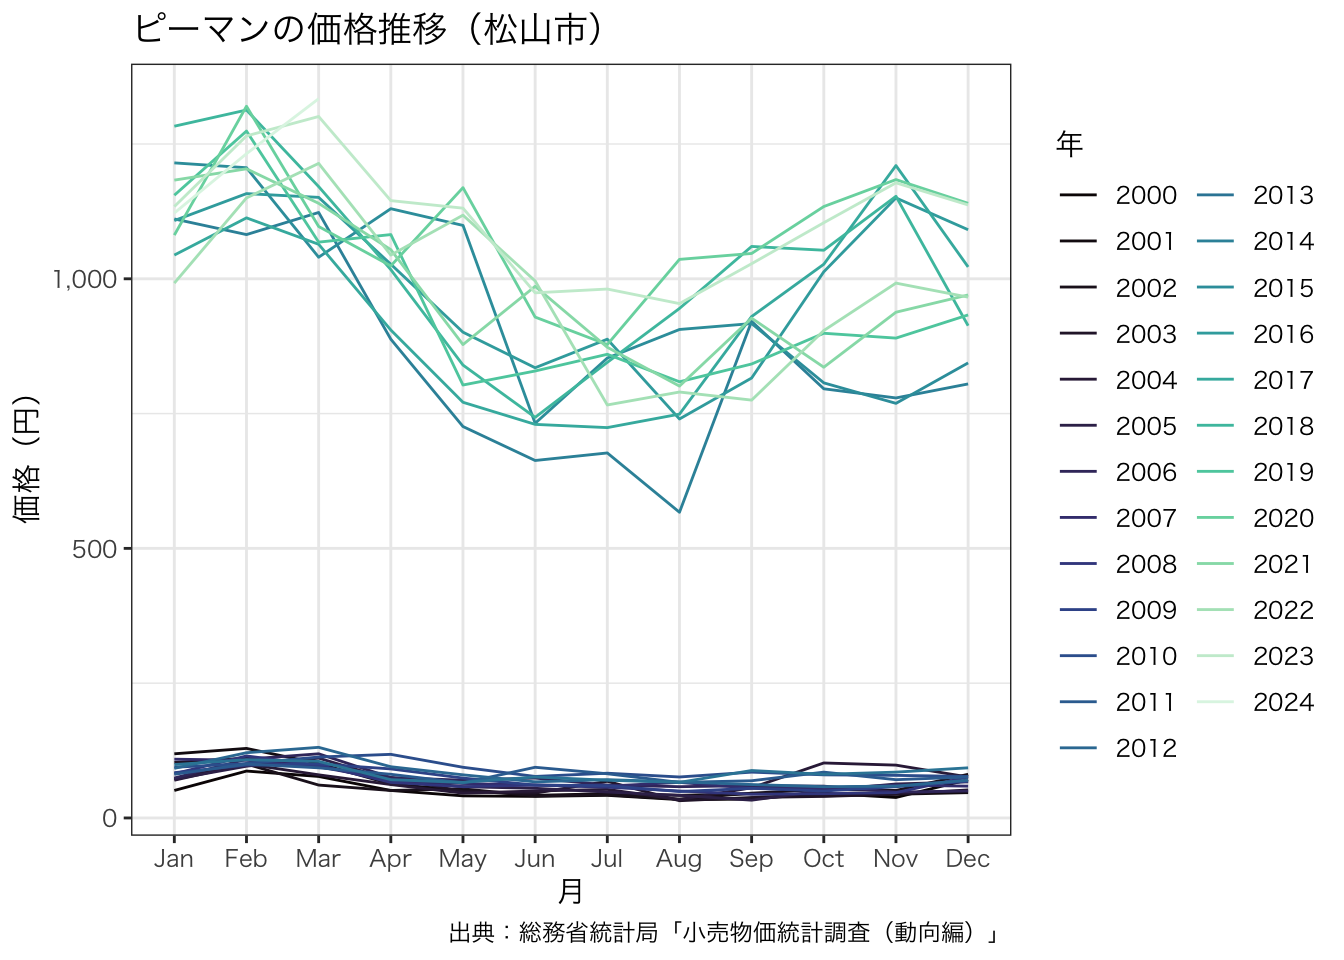 ピーマンの価格推移（松山市）
価格（円）
1,000
500
0
Jan Feb Mar Apr May Jun Jul Aug Sep Oct Nov Dec
月
年
2000 2013
2001 2014
2002 2015
2003 2016
2004 2017
2005 2018
2006 2019
2007 2020
2008 2021
2009 2022
2010 2023
2011 2024
2012
出典：総務省統計局「小売物価統計調査（動向編）」